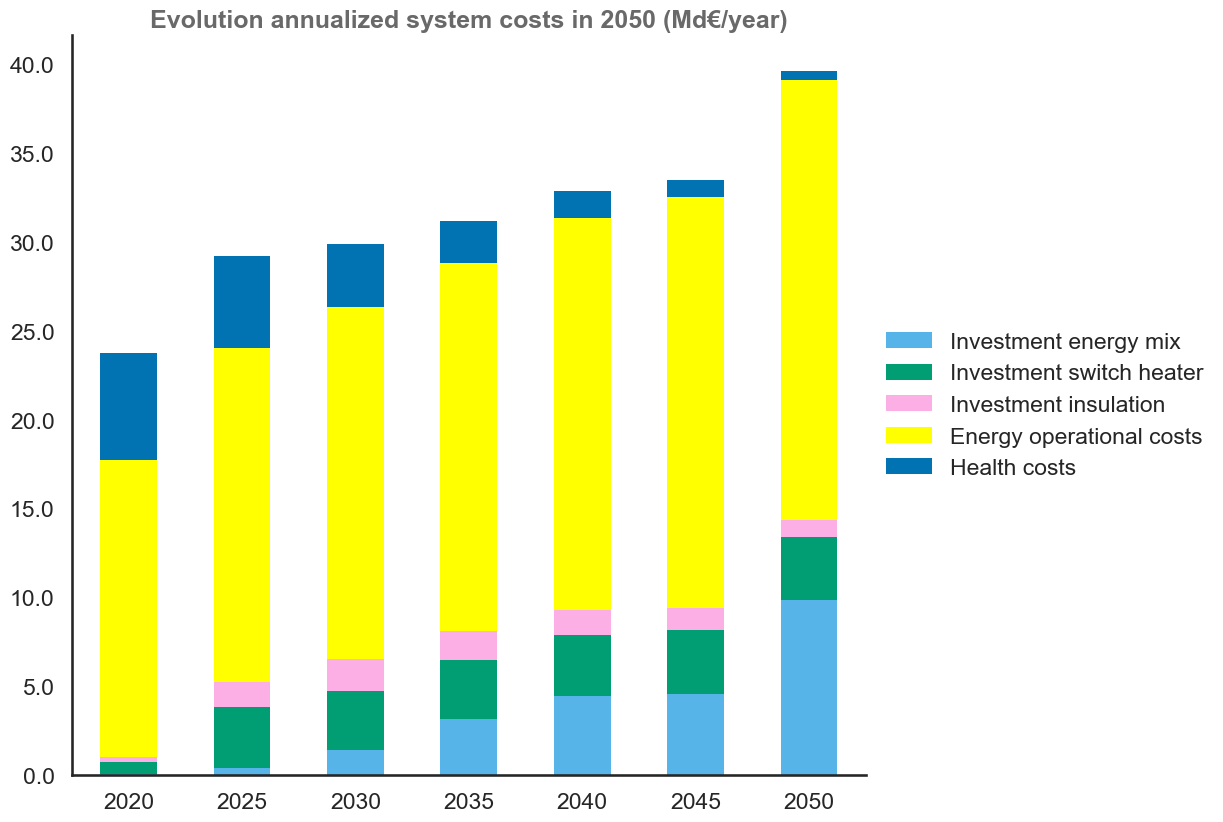 Evolution annualized system costs in 2050 (Md€/year)
40.0
35.0
30.0
25.0
20.0
15.0
10.0
5.0
0.0
2020
2025
2030
2035
2040
2045
2050
Investment energy mix
Investment switch heater
Investment insulation
Energy operational costs
Health costs